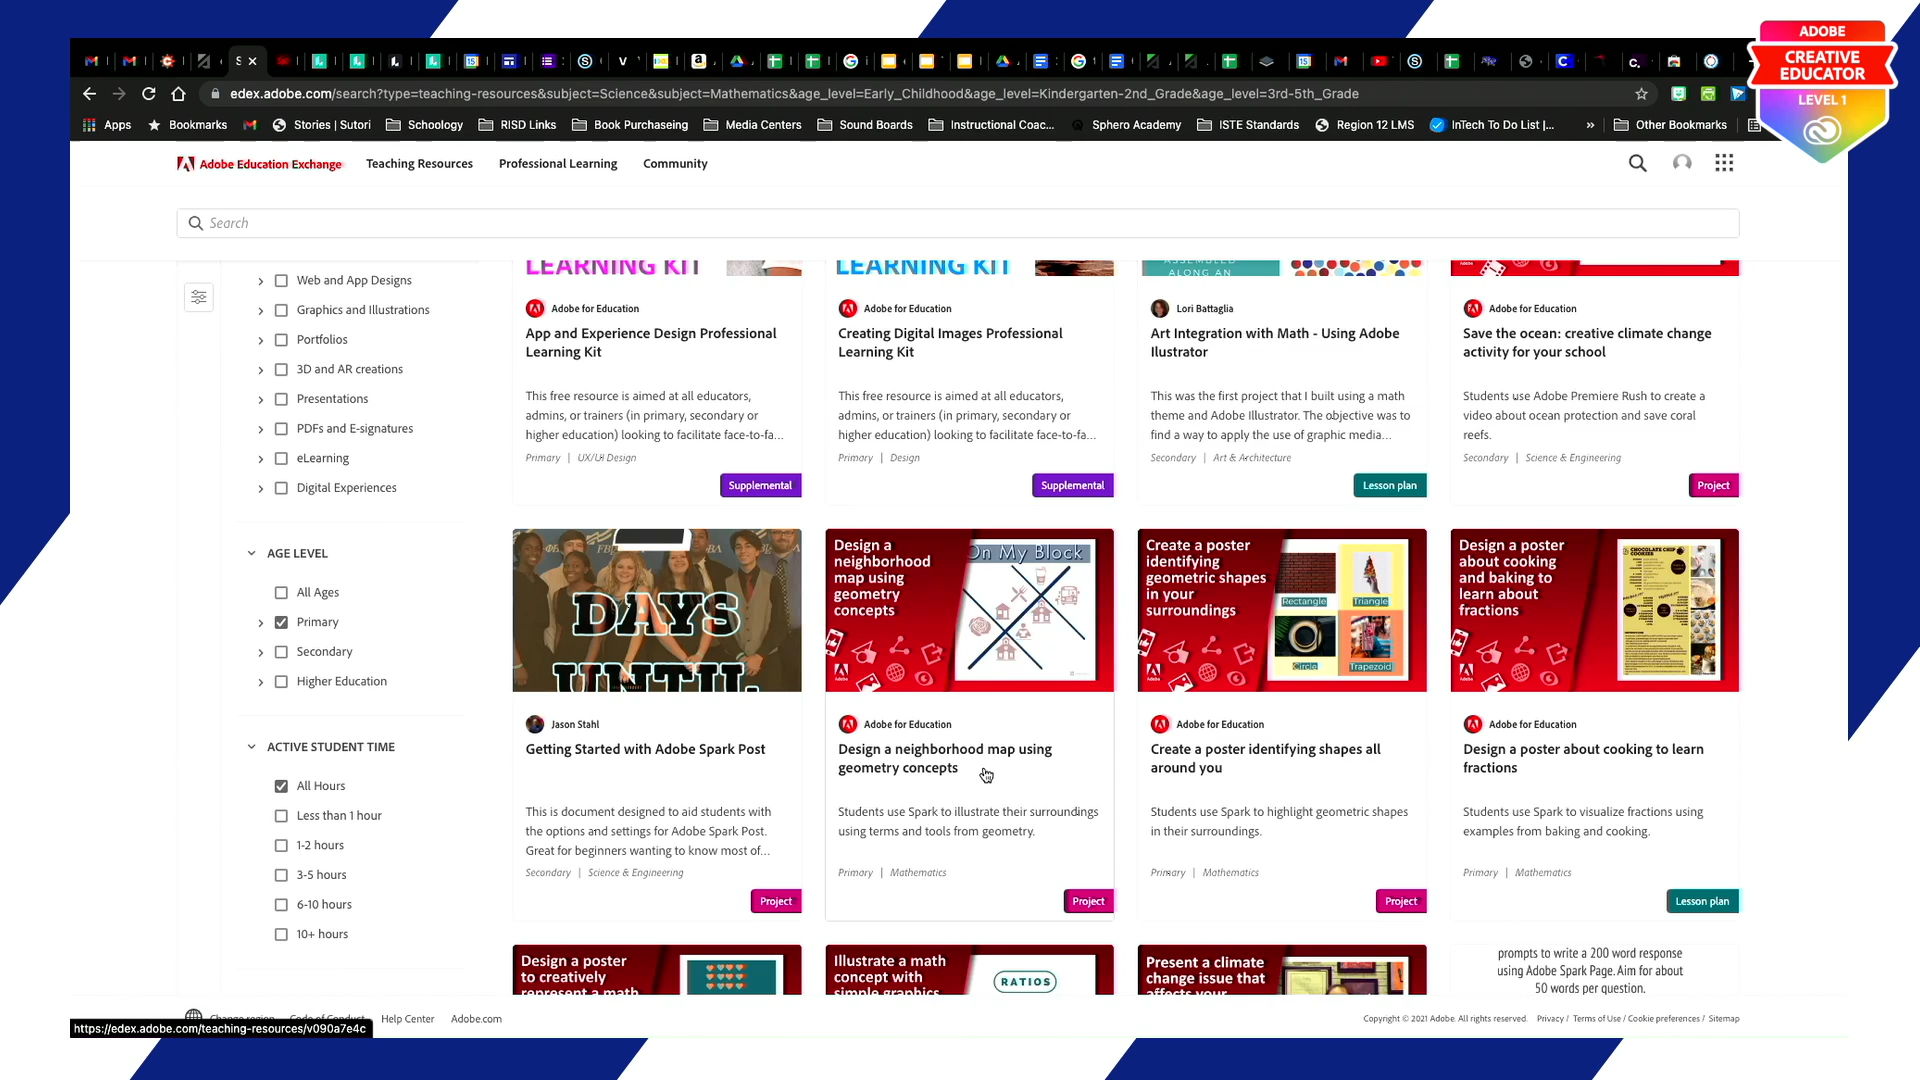 ADOBE
CREATIVE
EDUCATOR
LEVEL 1
edex.adobe.com/search?type=teaching-resources&subject=Science&subject=Mathematics&age_level=Early_Childhood&age_level=Kindergarten-2nd_Grade&age_level=3rd-5th_Grade
Apps Bookmarks Stories | Sutori Schoology RISD Links Book Purchaseing Media Centers Sound Boards Instructional Coac... Sphero Academy ISTE Standards Region 12 LMS InTech To Do List |... » Other Bookmarks
Adobe Education Exchange Teaching Resources Professional Learning Community
Search
Web and App Designs
Graphics and Illustrations
Portfolios
3D and AR creations
Presentations
PDFs and E-signatures
eLearning
Digital Experiences
AGE LEVEL
All Ages
Primary
Secondary
Higher Education
ACTIVE STUDENT TIME
All Hours
Less than 1 hour
1-2 hours
3-5 hours
6-10 hours
10+ hours
LEARNING KIT
Adobe for Education
App and Experience Design Professional
Learning Kit
This free resource is aimed at all educators,
admins, or trainers (in primary, secondary or
higher education) looking to facilitate face-to-fa...
Primary | UX/UI Design
Supplemental
LEARNING KIT
Adobe for Education
Creating Digital Images Professional
Learning Kit
This free resource is aimed at all educators,
admins, or trainers (in primary, secondary or
higher education) looking to facilitate face-to-fa...
Primary | Design
Supplemental
ASSEMBLED
ALONG AN
Lori Battaglia
Art Integration with Math - Using Adobe
Ilustrator
This was the first project that I built using a math
theme and Adobe Illustrator. The objective was to
find a way to apply the use of graphic media...
Secondary | Art & Architecture
Lesson plan
Adobe for Education
Save the ocean: creative climate change
activity for your school
Students use Adobe Premiere Rush to create a
video about ocean protection and save coral
reefs.
Secondary | Science & Engineering
Project
DAYS
UNTIL
Jason Stahl
Getting Started with Adobe Spark Post
This is document designed to aid students with
the options and settings for Adobe Spark Post.
Great for beginners wanting to know most of...
Secondary | Science & Engineering
Project
Design a
neighborhood
map using
geometry
concepts
On My Block
Adobe
Adobe for Education
Design a neighborhood map using
geometry concepts
Students use Spark to illustrate their surroundings
using terms and tools from geometry.
Primary | Mathematics
Project
Create a poster
identifying
geometric shapes
in your
surroundings
Rectangle
Triangle
Circle
Trapezoid
Adobe
Adobe for Education
Create a poster identifying shapes all
around you
Students use Spark to highlight geometric shapes
in their surroundings.
Primary | Mathematics
Project
Design a poster
about cooking
and baking to
learn about
fractions
CHOCOLATE CHIP
COOKIES
Adobe
Adobe for Education
Design a poster about cooking to learn
fractions
Students use Spark to visualize fractions using
examples from baking and cooking.
Primary | Mathematics
Lesson plan
Design a poster
to creatively
represent a math
Illustrate a math
concept with
simple graphics
RATIOS
Present a climate
change issue that
affects your
prompts to write a 200 word response
using Adobe Spark Page. Aim for about
50 words per question.
Change region Code of Conduct Help Center Adobe.com
Copyright © 2021 Adobe. All rights reserved. Privacy / Terms of Use / Cookie preferences / Sitemap
https://edex.adobe.com/teaching-resources/v090a7e4c